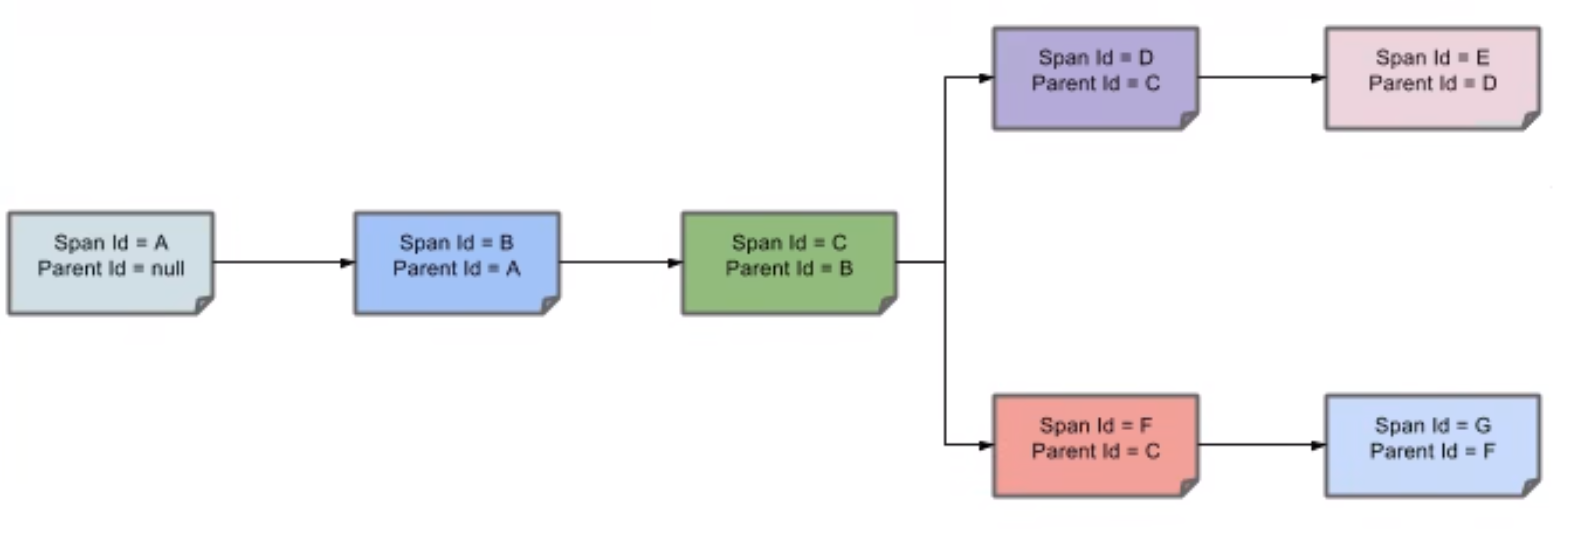 Span Id = D
Parent Id = C
Span Id = E
Parent Id = D
Span Id = A
Parent Id = null
Span Id = B
Parent Id = A
Span Id = C
Parent Id = B
Span Id = F
Parent Id = C
Span Id = G
Parent Id = F